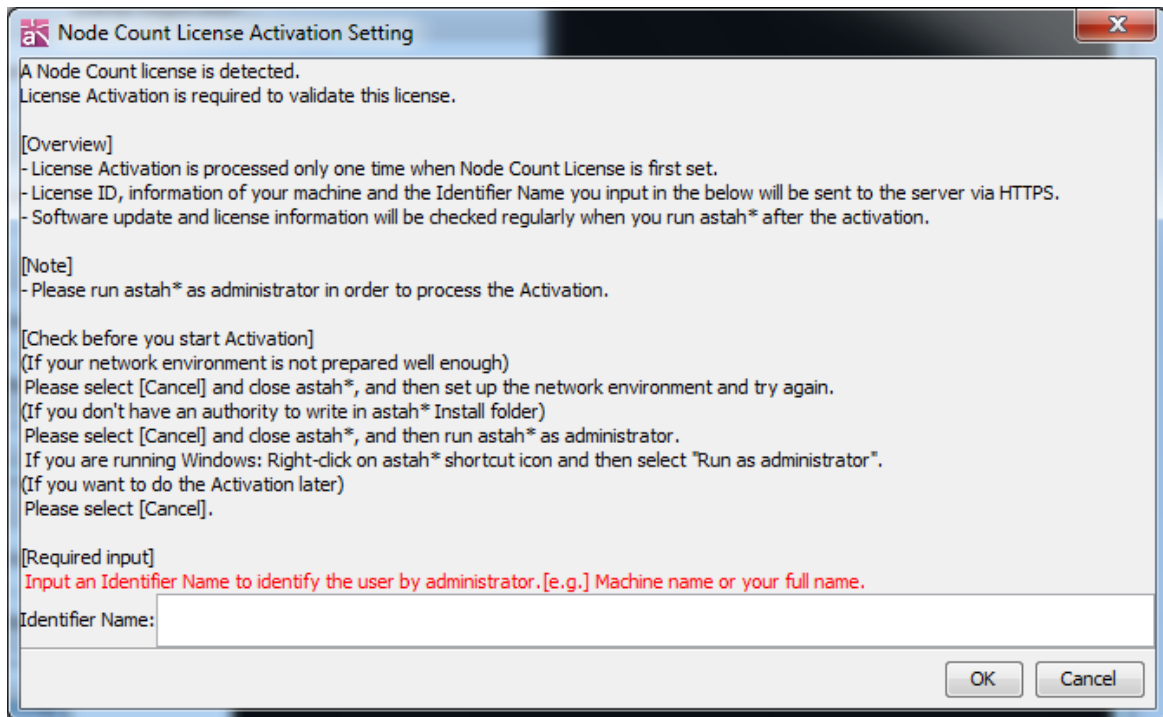 Node Count License Activation Setting
A Node Count license is detected.
License Activation is required to validate this license.
[Overview]
- License Activation is processed only one time when Node Count License is first set.
- License ID, information of your machine and the Identifier Name you input in the below will be sent to the server via HTTPS.
- Software update and license information will be checked regularly when you run astah* after the activation.
[Note]
- Please run astah* as administrator in order to process the Activation.
[Check before you start Activation]
(If your network environment is not prepared well enough)
Please select [Cancel] and close astah*, and then set up the network environment and try again.
(If you don't have an authority to write in astah* Install folder)
Please select [Cancel] and close astah*, and then run astah* as administrator.
If you are running Windows: Right-click on astah* shortcut icon and then select "Run as administrator".
(If you want to do the Activation later)
Please select [Cancel].
[Required input]
Input an Identifier Name to identify the user by administrator.[e.g.] Machine name or your full name.
Identifier Name:
OK Cancel